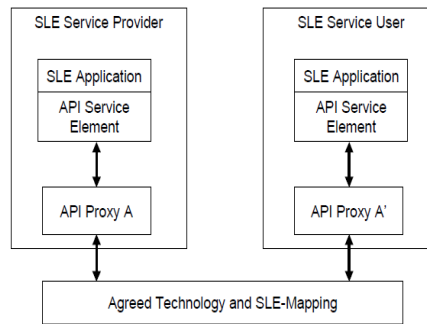 SLE Service Provider
SLE Application
API Service
Element
API Proxy A
SLE Service User
SLE Application
API Service
Element
API Proxy A'
Agreed Technology and SLE-Mapping